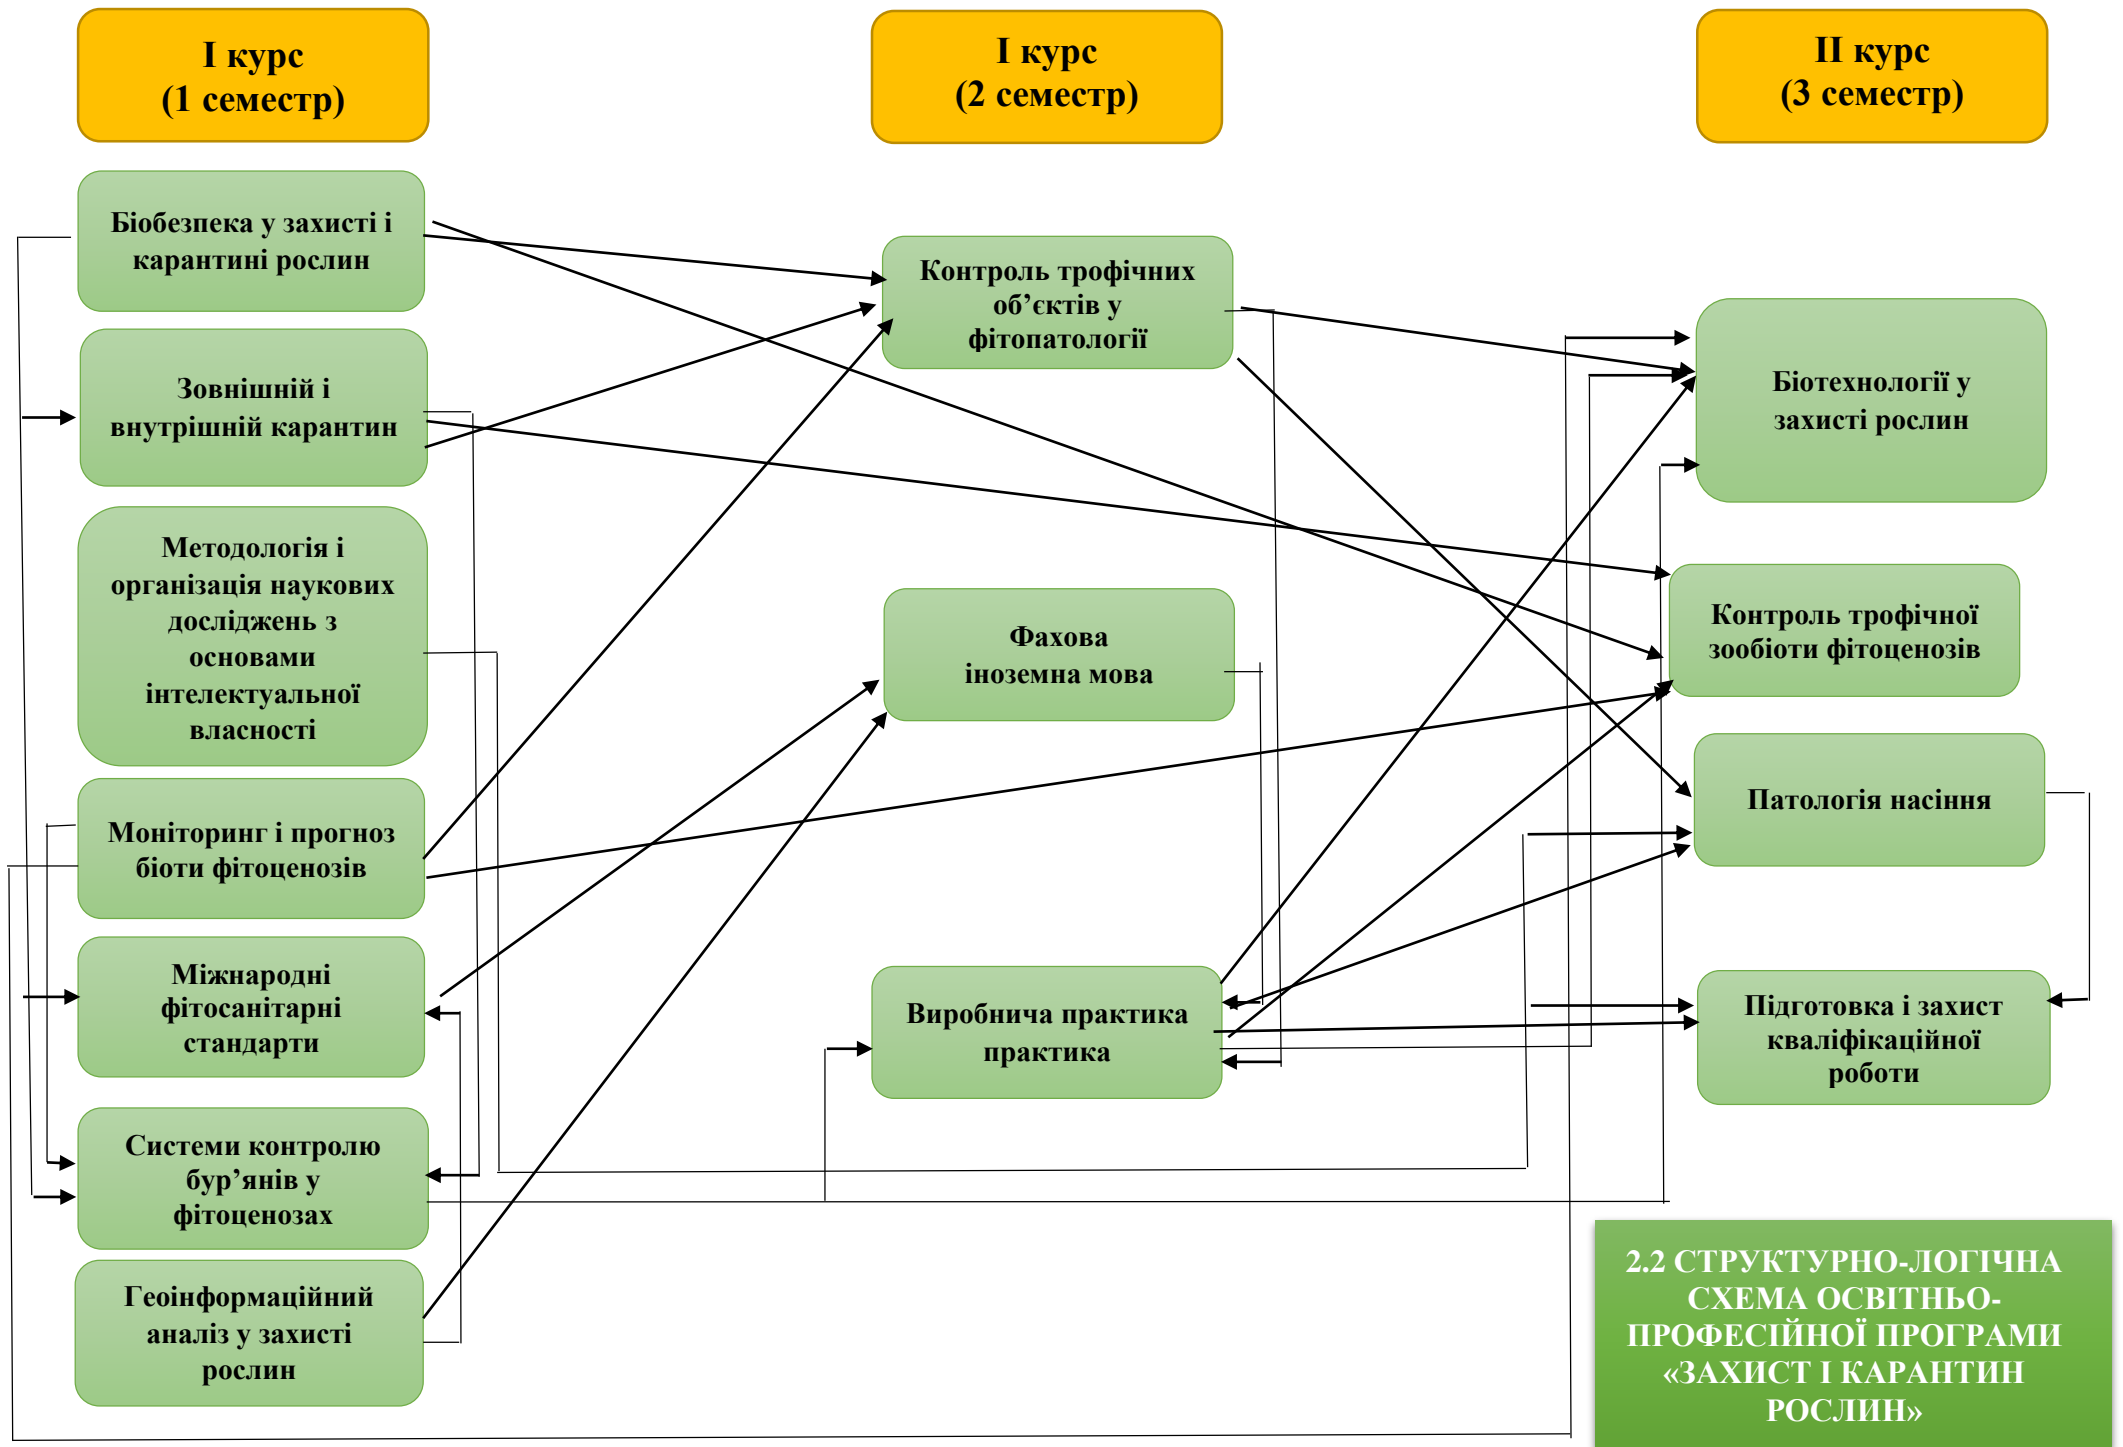 І курс
(1 семестр)
І курс
(2 семестр)
ІІ курс
(3 семестр)
Біобезпека у захисті і
карантині рослин
Зовнішній і
внутрішній карантин
Методологія і
організація наукових
досліджень з
основами
інтелектуальної
власності
Моніторинг і прогноз
біоти фітоценозів
Міжнародні
фітосанітарні
стандарти
Системи контролю
бур’янів у
фітоценозах
Геоінформаційний
аналіз у захисті
рослин
Контроль трофічних
об’єктів у
фітопатології
Фахова
іноземна мова
Виробнича практика
практика
Біотехнології у
захисті рослин
Контроль трофічної
зообіоти фітоценозів
Патологія насіння
Підготовка і захист
кваліфікаційної
роботи
2.2 СТРУКТУРНО-ЛОГІЧНА
СХЕМА ОСВІТНЬО-
ПРОФЕСІЙНОЇ ПРОГРАМИ
«ЗАХИСТ І КАРАНТИН
РОСЛИН»